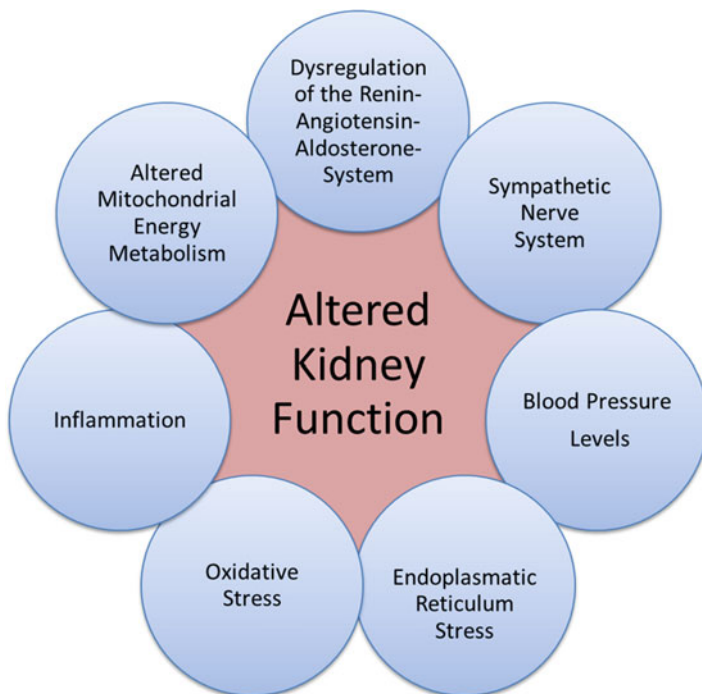 Dysregulation
of the Renin-
Angiotensin-
Aldosterone-
System
Sympathetic
Nerve
System
Blood Pressure
Levels
Endoplasmatic
Reticulum
Stress
Oxidative
Stress
Inflammation
Altered
Mitochondrial
Energy
Metabolism
Altered
Kidney
Function